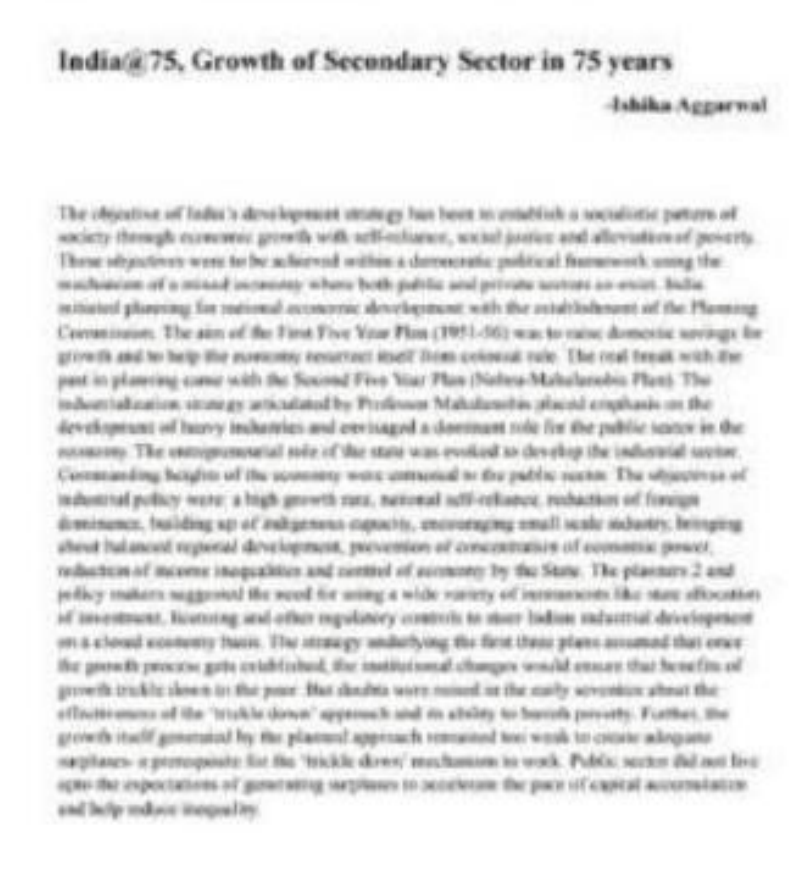 India@75, Growth of Secondary Sector in 75 years
-Ishika Aggarwal
The objective of India's development strategy has been to establish a socialistic pattern of
society through economic growth with self-reliance, social justice and alleviation of poverty.
These objectives were to be achieved within a democratic political framework using the
mechanism of a mixed economy where both public and private sectors co-exist. India
initiated planning for national economic development with the establishment of the Planning
Commission. The aim of the First Five Year Plan (1951-56) was to raise domestic savings for
growth and to help the economy resurrect itself from colonial rule. The real break with the
past in planning came with the Second Five Year Plan (Nehru-Mahalanobis Plan). The
industrialization strategy articulated by Professor Mahalanobis placed emphasis on the
development of heavy industries and envisaged a dominant role for the public sector in the
economy. The entrepreneurial role of the state was evoked to develop the industrial sector.
Commanding heights of the economy were entrusted to the public sector. The objectives of
industrial policy were: a high growth rate, national self-reliance, reduction of foreign
dominance, building up of indigenous capacity, encouraging small scale industry, bringing
about balanced regional development, prevention of concentration of economic power,
reduction of income inequalities and control of economy by the State. The planners 2 and
policy makers suggested the need for using a wide variety of instruments like state allocation
of investment, licensing and other regulatory controls to steer Indian industrial development
on a closed economy basis. The strategy underlying the first three plans assumed that once
the growth process gets established, the institutional changes would ensure that benefits of
growth trickle down to the poor. But doubts were raised in the early seventies about the
effectiveness of the 'trickle down' approach and its ability to banish poverty. Further, the
growth itself generated by the planned approach remained too weak to create adequate
surpluses- a prerequisite for the 'trickle down' mechanism to work. Public sector did not live
upto the expectations of generating surpluses to accelerate the pace of capital accumulation
and help reduce inequality.